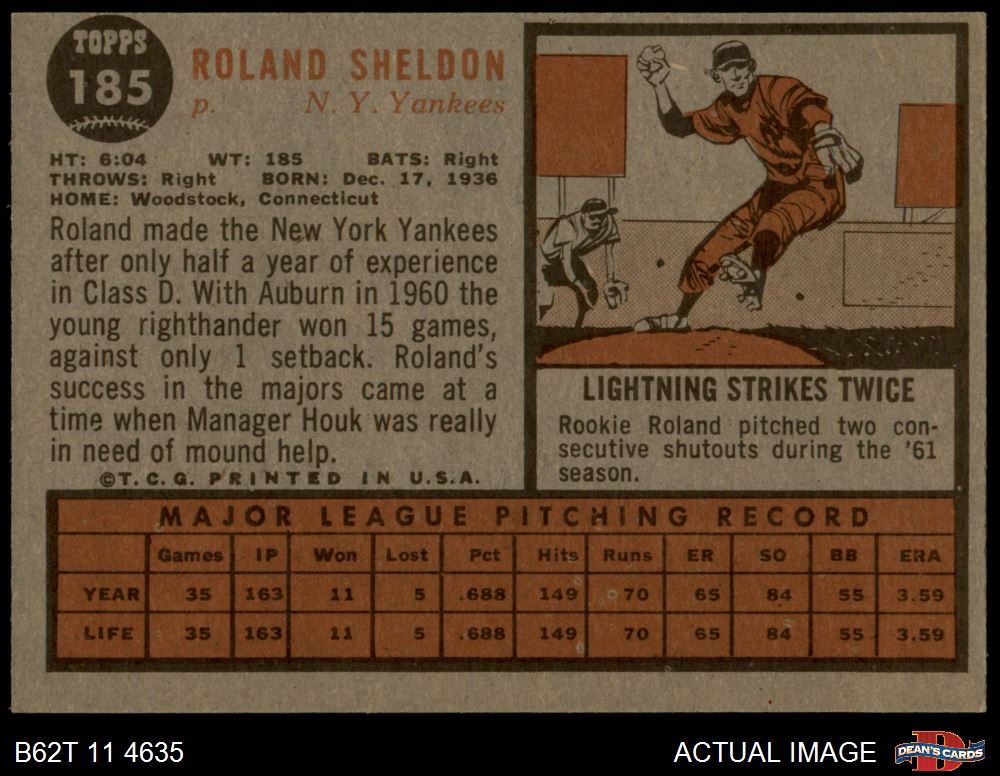 TOPPS
185
ROLAND SHELDON
p. N. Y. Yankees
HT: 6:04 WT: 185 BATS: Right
THROWS: Right BORN: Dec. 17, 1936
HOME: Woodstock, Connecticut
Roland made the New York Yankees
after only half a year of experience
in Class D. With Auburn in 1960 the
young righthander won 15 games,
against only 1 setback. Roland's
success in the majors came at a
time when Manager Houk was really
in need of mound help.
©T. C. G. PRINTED IN U.S.A.
LIGHTNING STRIKES TWICE
Rookie Roland pitched two con-
secutive shutouts during the '61
season.
MAJOR LEAGUE PITCHING RECORD
Games IP Won Lost Pct Hits Runs ER SO BB ERA
YEAR 35 163 11 5 .688 149 70 65 84 55 3.59
LIFE 35 163 11 5 .688 149 70 65 84 55 3.59
B62T 11 4635 ACTUAL IMAGE D DEAN'S CARDS